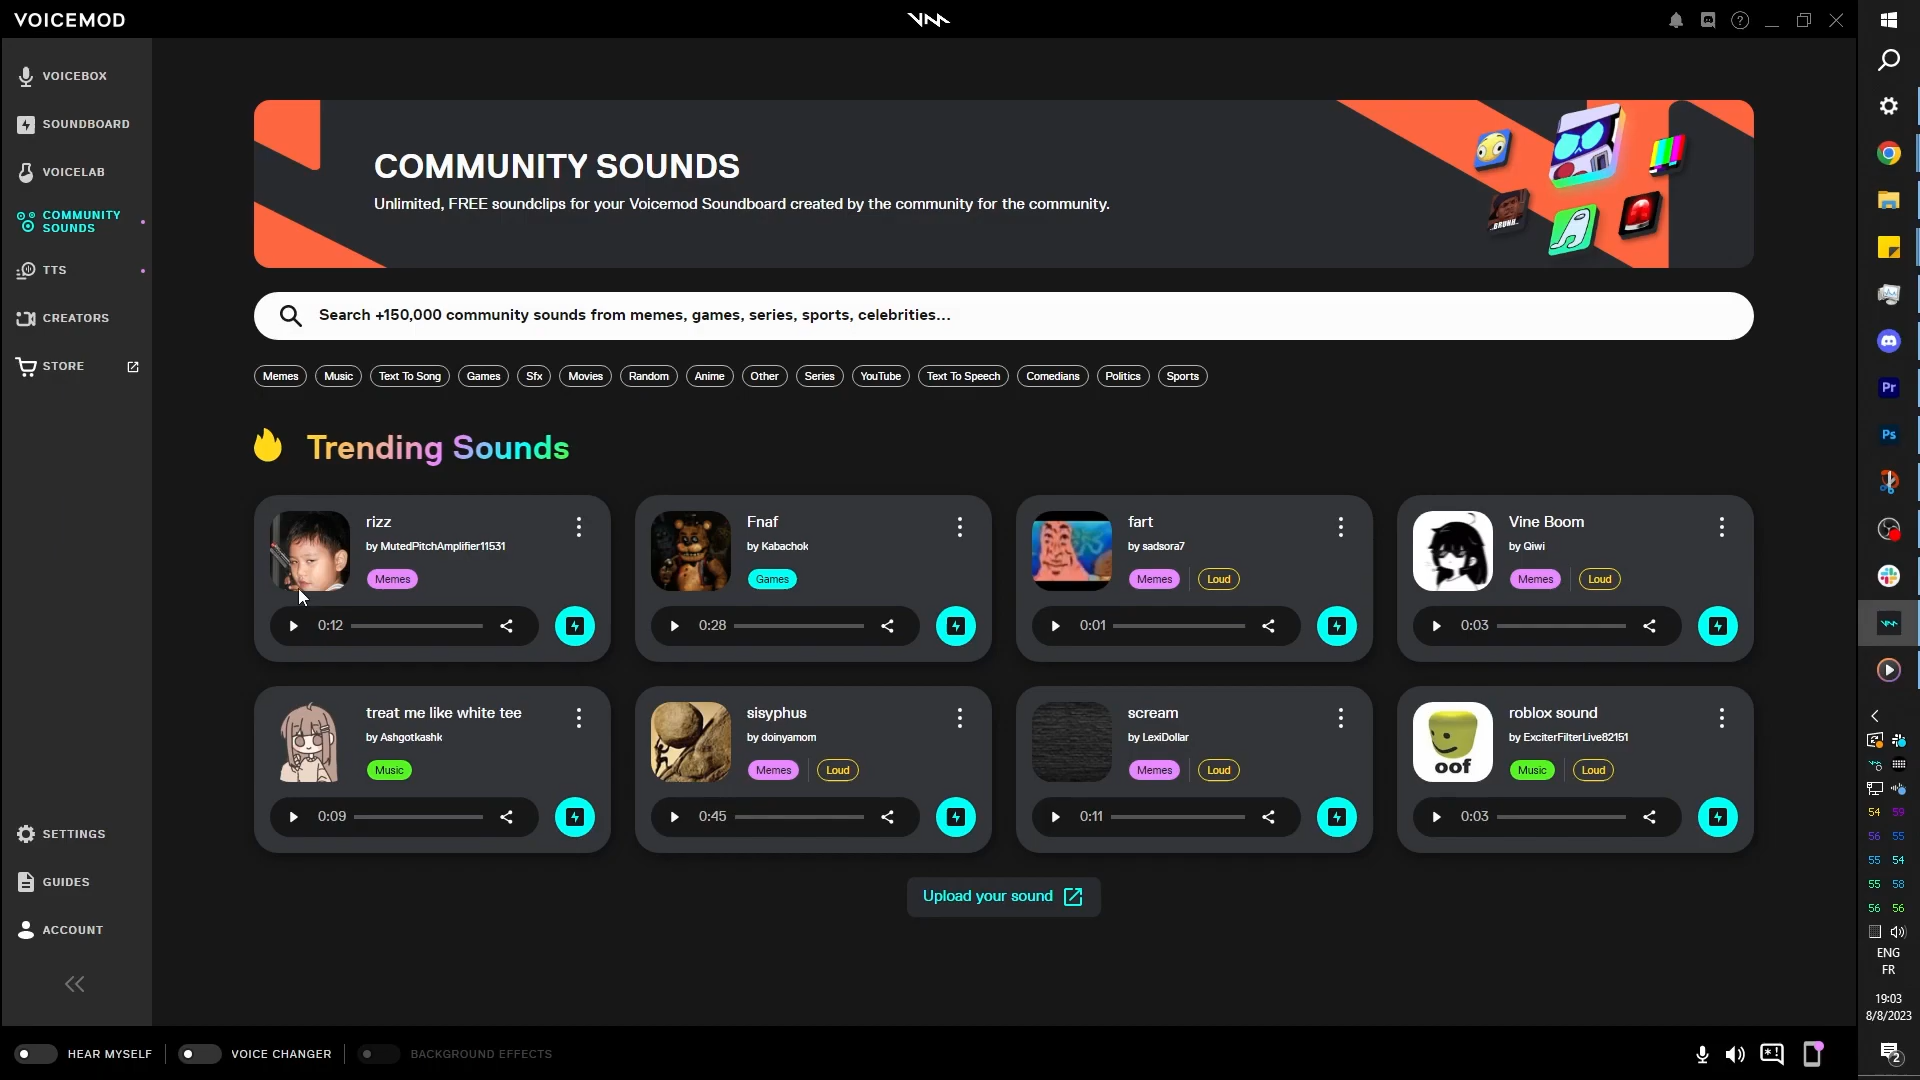 VOICEMOD
VOICEBOX
SOUNDBOARD
VOICELAB
COMMUNITY
SOUNDS
TTS
CREATORS
STORE
SETTINGS
GUIDES
ACCOUNT
COMMUNITY SOUNDS
Unlimited, FREE soundclips for your Voicemod Soundboard created by the community for the community.
Search +150,000 community sounds from memes, games, series, sports, celebrities...
Memes Music Text To Song Games Sfx Movies Random Anime Other Series YouTube Text To Speech Comedians Politics Sports
Trending Sounds
rizz
by MutedPitchAmplifier11531
Memes
0:12
Fnaf
by Kabachok
Games
0:28
fart
by sadsora7
Memes Loud
0:01
Vine Boom
by Qiwi
Memes Loud
0:03
treat me like white tee
by Ashgotkashk
Music
0:09
sisyphus
by doinyamom
Memes Loud
0:45
scream
by LexiDollar
Memes Loud
0:11
oof
roblox sound
by ExciterFilterLive82151
Music Loud
0:03
Upload your sound
HEAR MYSELF VOICE CHANGER BACKGROUND EFFECTS
Pr
Ps
54 59
56 55
55 54
55 58
56 56
ENG
FR
19:03
8/8/2023
2